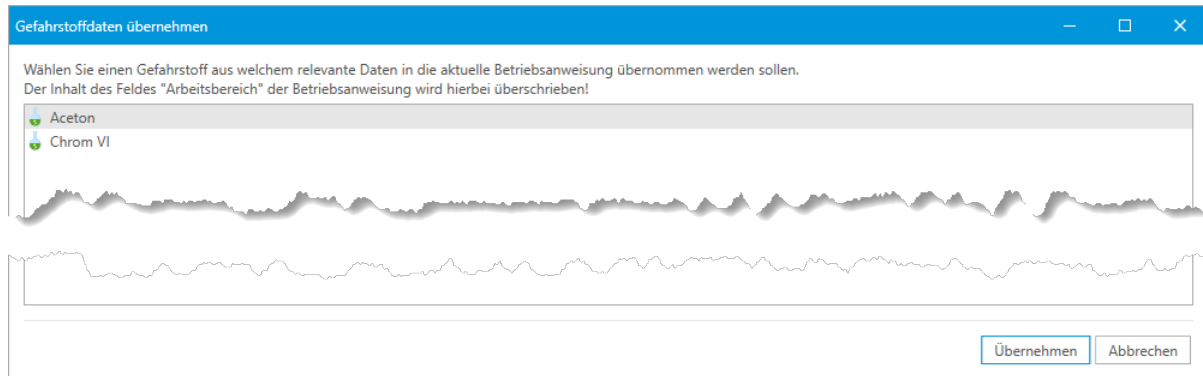 Gefahrstoffdaten übernehmen
Wählen Sie einen Gefahrstoff aus welchem relevante Daten in die aktuelle Betriebsanweisung übernommen werden sollen.
Der Inhalt des Feldes "Arbeitsbereich" der Betriebsanweisung wird hierbei überschrieben!
Aceton
Chrom VI
Übernehmen Abbrechen